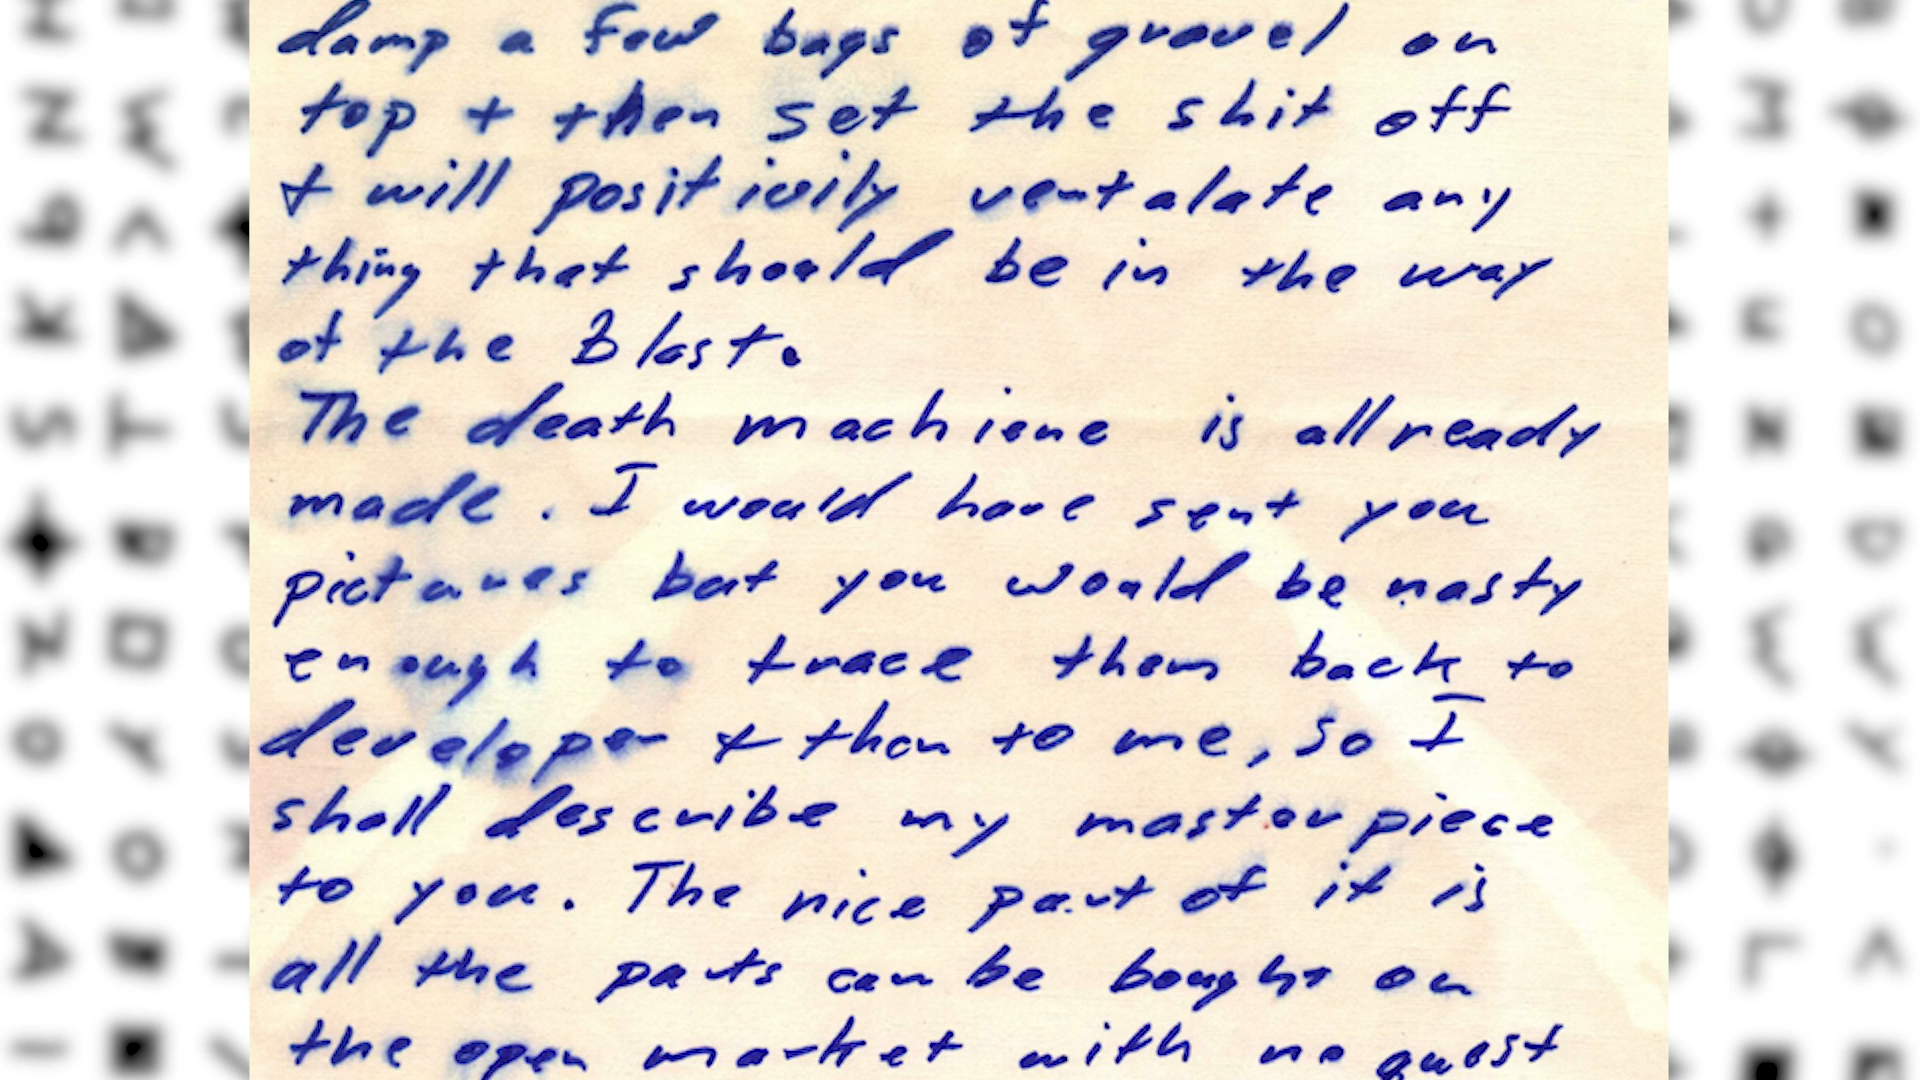 damp a few bags of gravel on
top + then set the shit off
+ will positivily ventalate any
thing that should be in the way
of the Blast.
The death machiene is all ready
made. I would have sent you
pictures but you would be nasty
enough to trace them back to
developer + then to me, so I
shall describe my masterpiece
to you. The nice part of it is
all the parts can be bought on
the open market with no quest